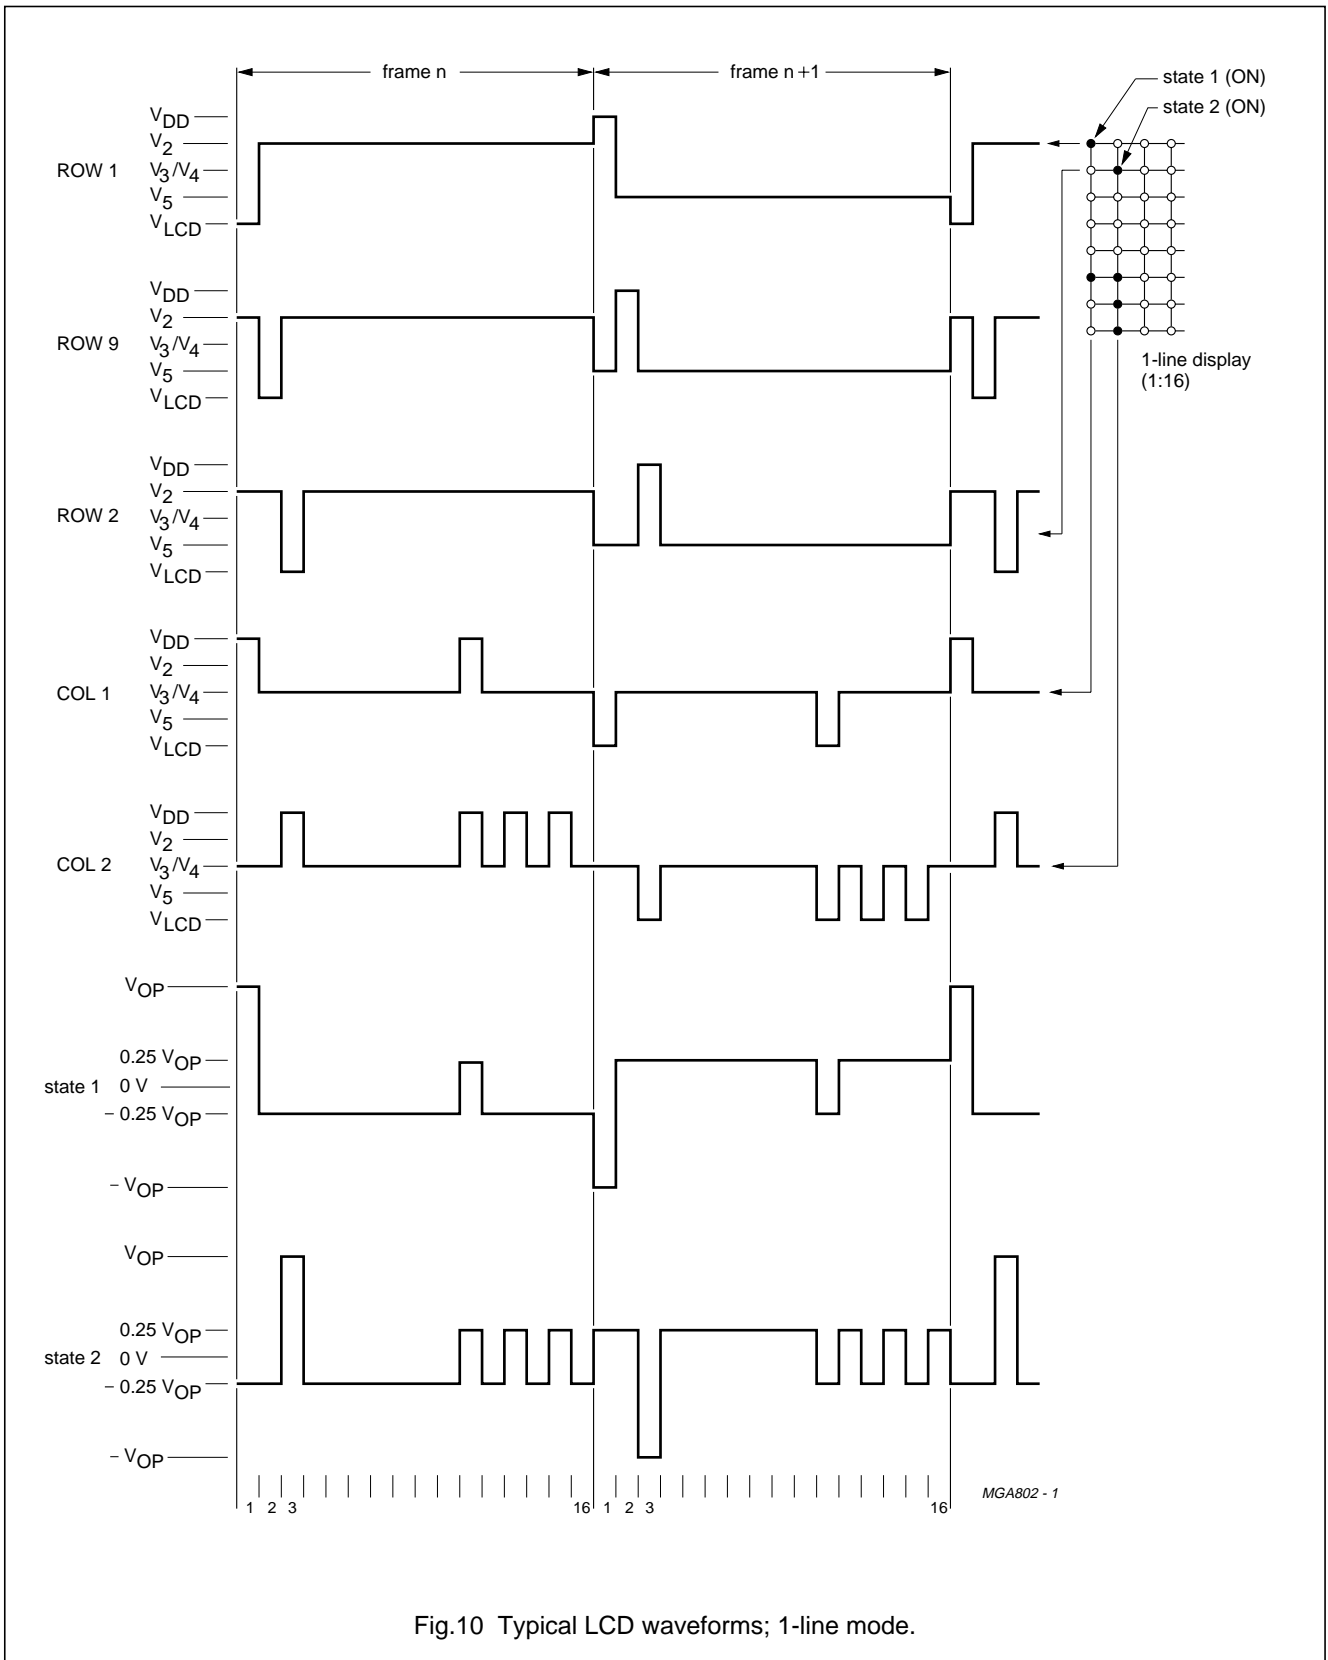 frame n
frame n +1
state 1 (ON)
state 2 (ON)
ROW 1
VDD
V2
V3/V4
V5
VLCD
ROW 9
VDD
V2
V3/V4
V5
VLCD
1-line display
(1:16)
ROW 2
VDD
V2
V3/V4
V5
VLCD
COL 1
VDD
V2
V3/V4
V5
VLCD
COL 2
VDD
V2
V3/V4
V5
VLCD
state 1
VOP
0.25 VOP
0 V
– 0.25 VOP
– VOP
state 2
VOP
0.25 VOP
0 V
– 0.25 VOP
– VOP
1 2 3 16 1 2 3 16
MGA802 - 1
Fig.10 Typical LCD waveforms; 1-line mode.